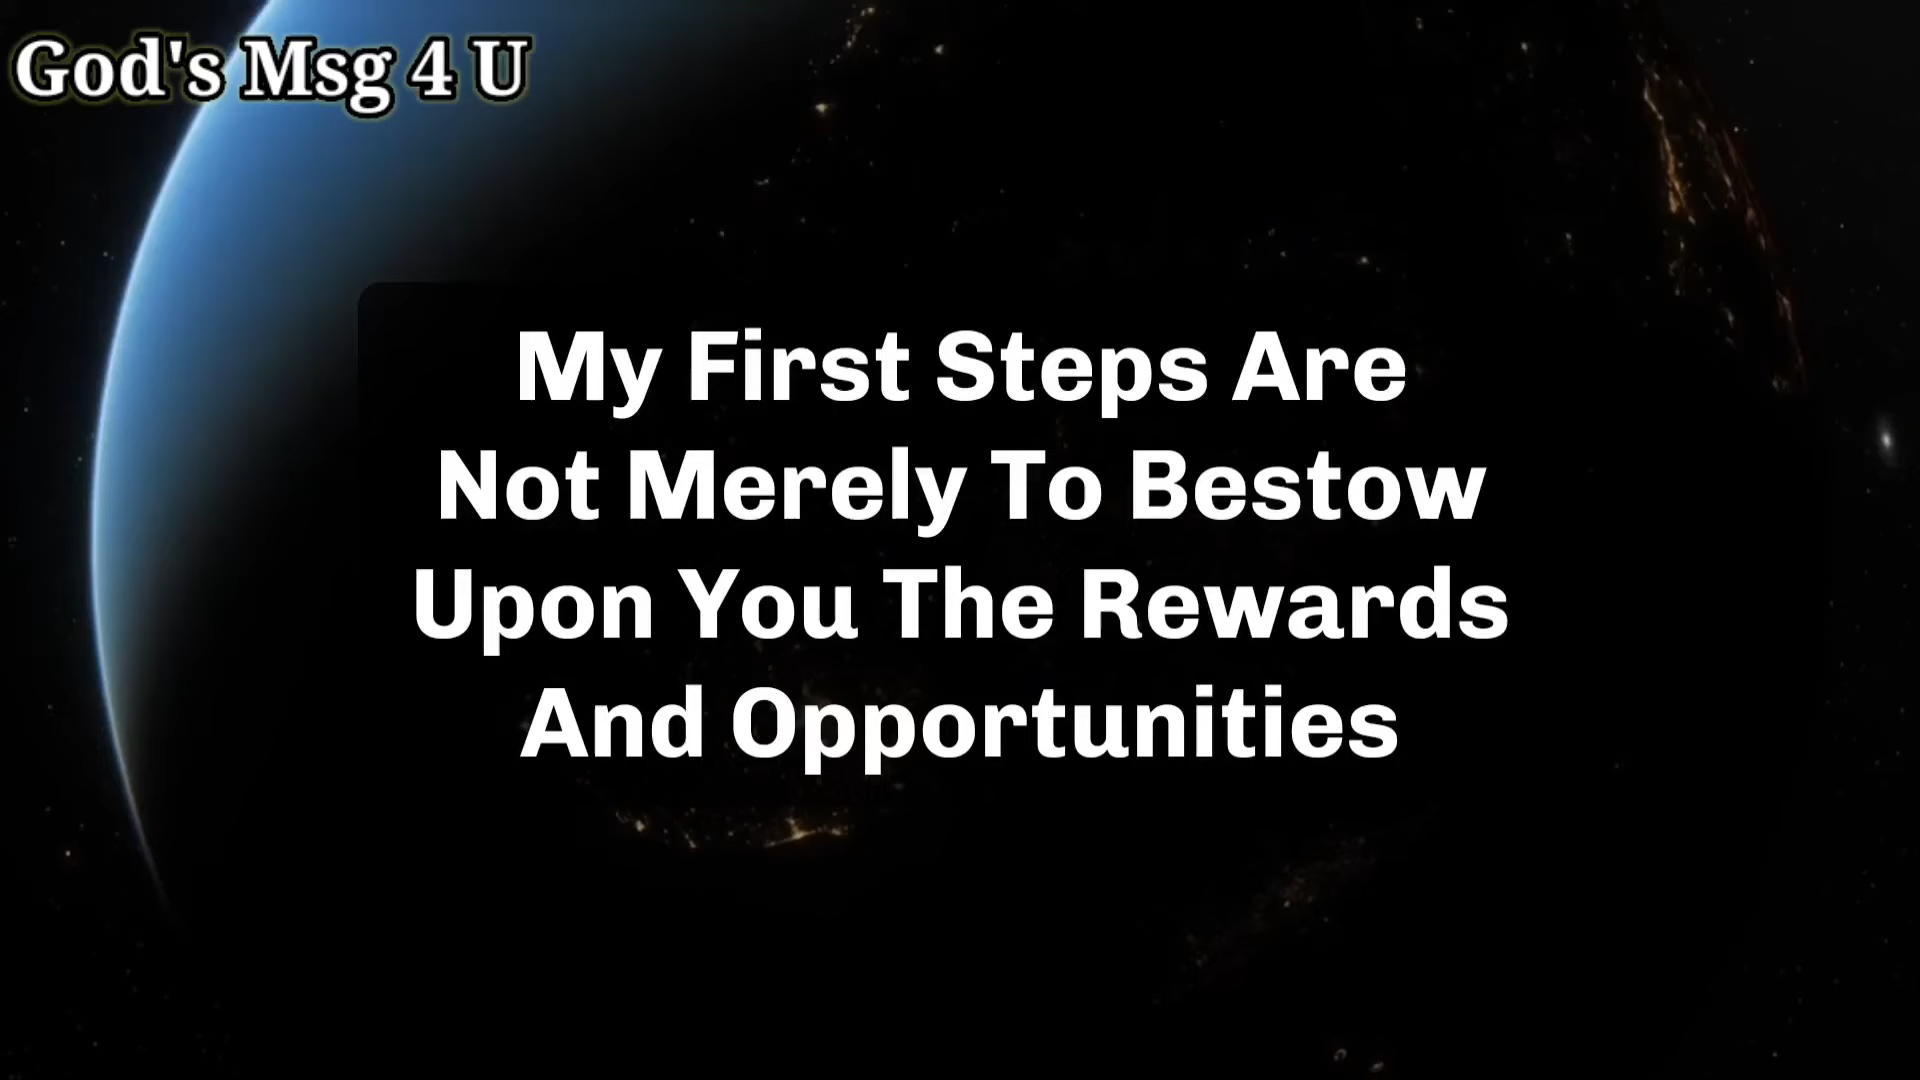 God's Msg 4 U
My First Steps Are
Not Merely To Bestow
Upon You The Rewards
And Opportunities